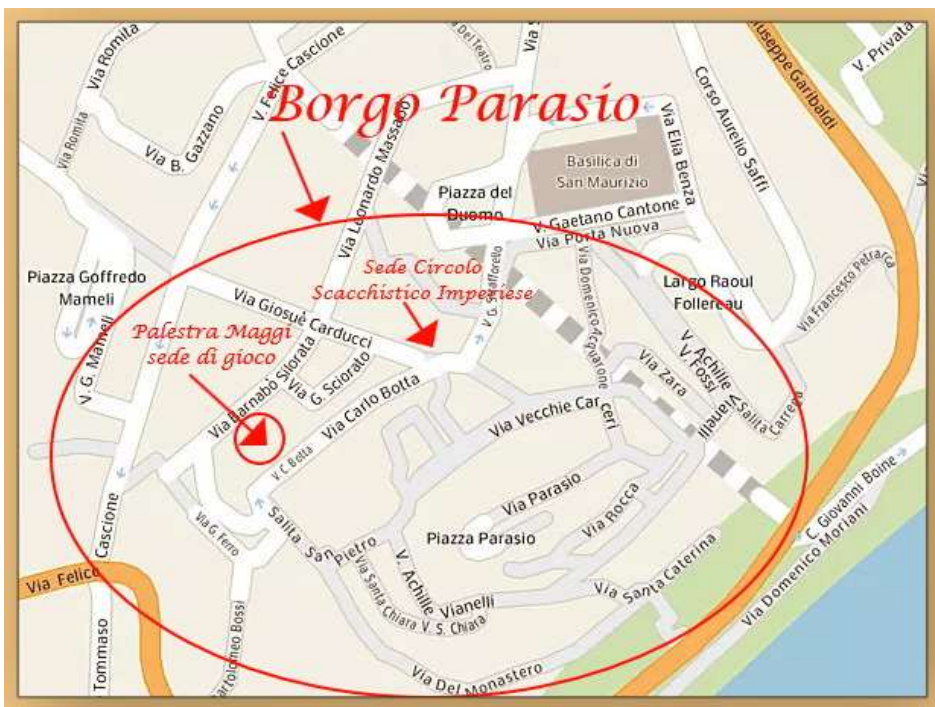 Via Romita
Via Del Teatro
Via S
Giuseppe Garibaldi
V. Privata
V. Felice Cascione
Borgo Parasio
Corso Aurelio Saffi
Via Romita
Via B. Gazzano
Via Leonardo Massabo
Via Elia Benza
Basilica di
San Maurizio
Piazza del
Duomo
V. Gaetano Cantone
Via Porta Nuova
Piazza Goffredo
Mameli
Sede Circolo
Scacchistico Imperiese
V. G. Strafforello
Via Domenico Acquarone
Largo Raoul
Follereau
Via Francesco Petrarca
Via Giosuè Carducci
Palestra Maggi
sede di gioco
V. G. Mameli
Via Barnabò Silorata
Via G. Sciorato
Via Carlo Botta
V. C. Botta
Via Zara
V. Achille Vianelli
V. Fossi
Salita Carrega
Via Vecchie Carceri
Via Parasio
Via Rocca
Piazza Parasio
Via G. Ferro
Salita San Pietro
V. Achille Vianelli
Via Santa Chiara
V. S. Chiara
Via Santa Caterina
C. Giovanni Boine
Via Domenico Moriani
Via Felice Cascione
Tommaso
Bartolomeo Bossi
Via Del Monastero